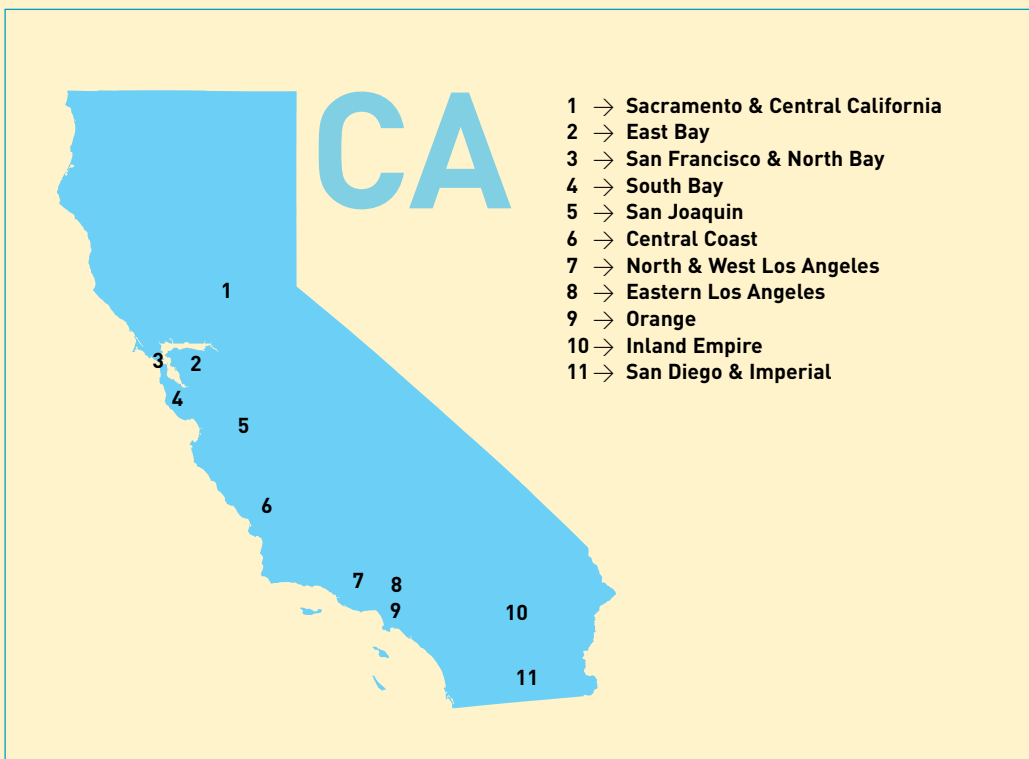 CA
1 → Sacramento & Central California
2 → East Bay
3 → San Francisco & North Bay
4 → South Bay
5 → San Joaquin
6 → Central Coast
7 → North & West Los Angeles
8 → Eastern Los Angeles
9 → Orange
10 → Inland Empire
11 → San Diego & Imperial
1
3
2
4
5
6
7
8
9
10
11